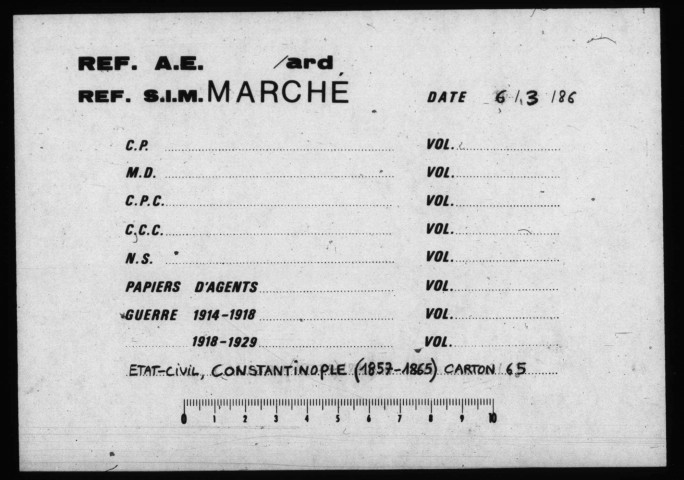 REF. A.E. /ard
REF. S.I.M. MARCHÉ DATE 6/3/86
C.P. VOL.
M.D. VOL.
C.P.C. VOL.
C.C.C. VOL.
N.S. VOL.
PAPIERS D'AGENTS VOL.
GUERRE 1914-1918 VOL.
1918-1929 VOL.
ETAT-CIVIL, CONSTANTINOPLE (1857-1865) CARTON 65
0 1 2 3 4 5 6 7 8 9 10